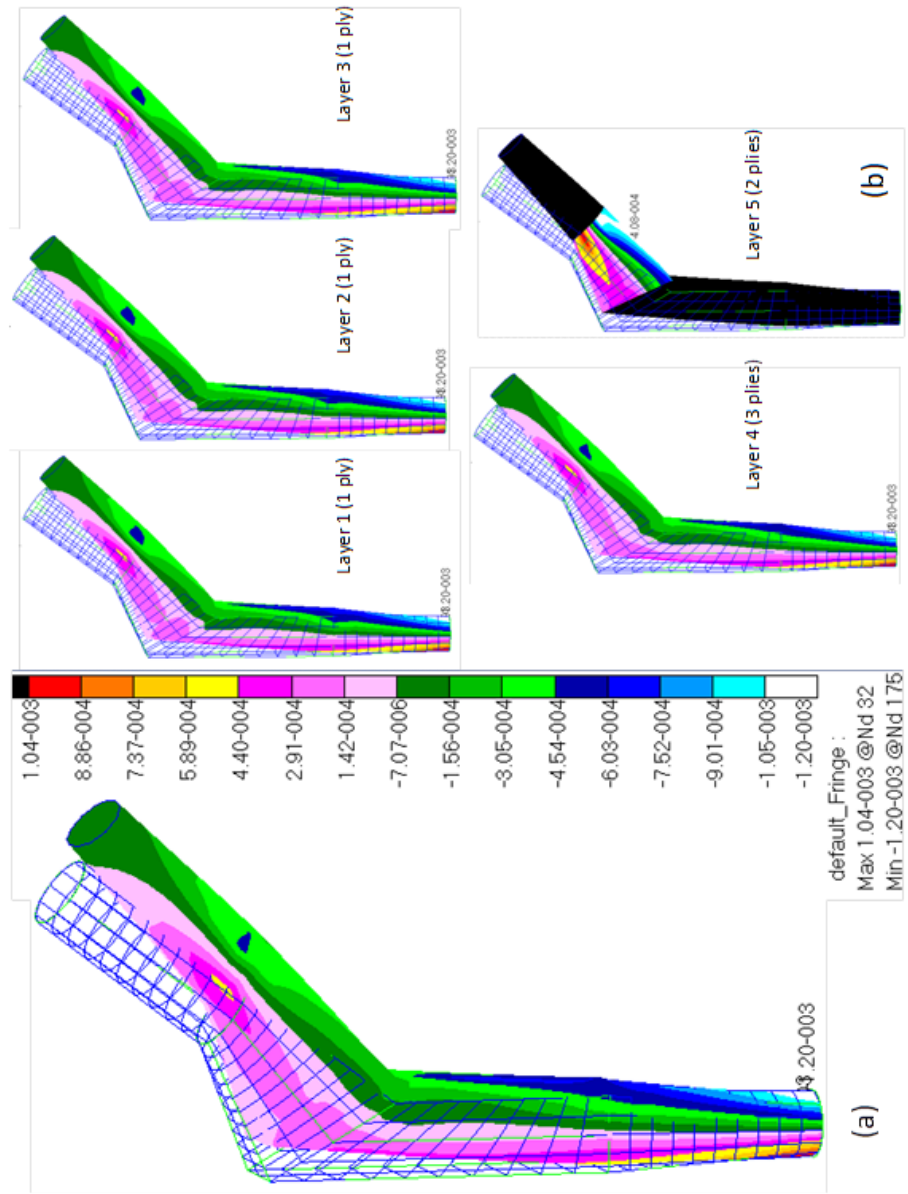 Layer 1 (1 ply)
Layer 2 (1 ply)
Layer 3 (1 ply)
Layer 4 (3 plies)
Layer 5 (2 plies)
4.08-004
(b)
1.04-003
8.86-004
7.37-004
5.89-004
4.40-004
2.91-004
1.42-004
-7.07-006
-1.56-004
-3.05-004
-4.54-004
-6.03-004
-7.52-004
-9.01-004
-1.05-003
-1.20-003
default_Fringe :
Max 1.04-003 @Nd 32
Min -1.20-003 @Nd 175
.20-003
(a)